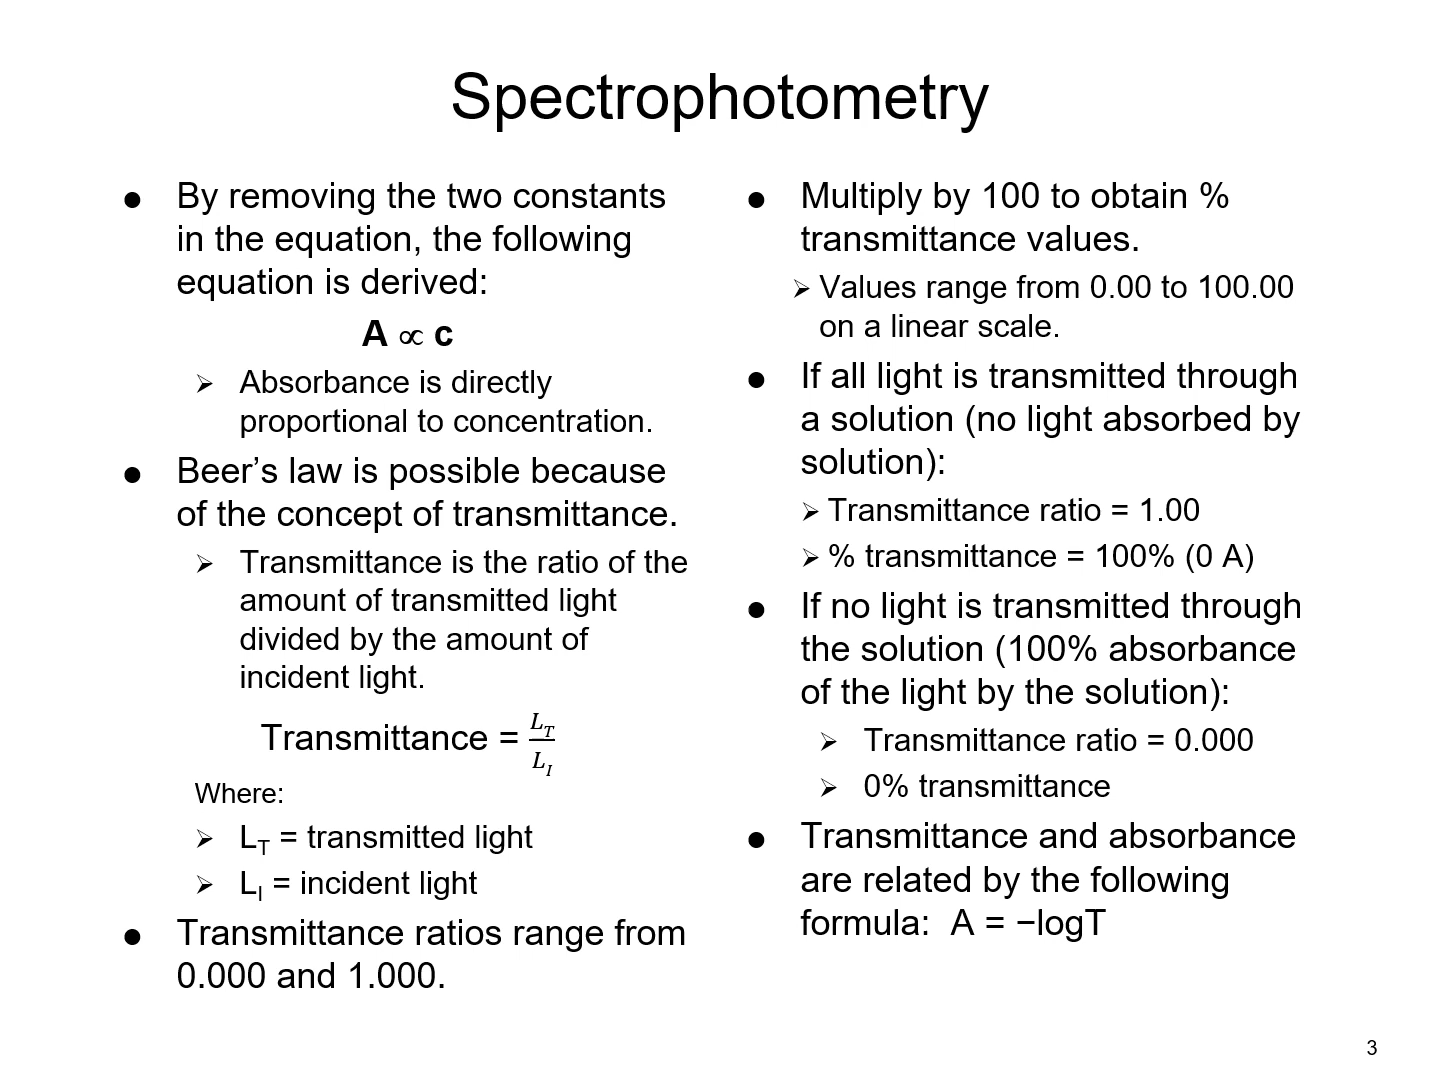 Spectrophotometry
● By removing the two constants
in the equation, the following
equation is derived:
A ∝ c
➢ Absorbance is directly
proportional to concentration.
● Beer’s law is possible because
of the concept of transmittance.
➢ Transmittance is the ratio of the
amount of transmitted light
divided by the amount of
incident light.
Transmittance = L_T / L_I
Where:
➢ L_T = transmitted light
➢ L_I = incident light
● Transmittance ratios range from
0.000 and 1.000.
● Multiply by 100 to obtain %
transmittance values.
➢ Values range from 0.00 to 100.00
on a linear scale.
● If all light is transmitted through
a solution (no light absorbed by
solution):
➢ Transmittance ratio = 1.00
➢ % transmittance = 100% (0 A)
● If no light is transmitted through
the solution (100% absorbance
of the light by the solution):
➢ Transmittance ratio = 0.000
➢ 0% transmittance
● Transmittance and absorbance
are related by the following
formula: A = −logT
3